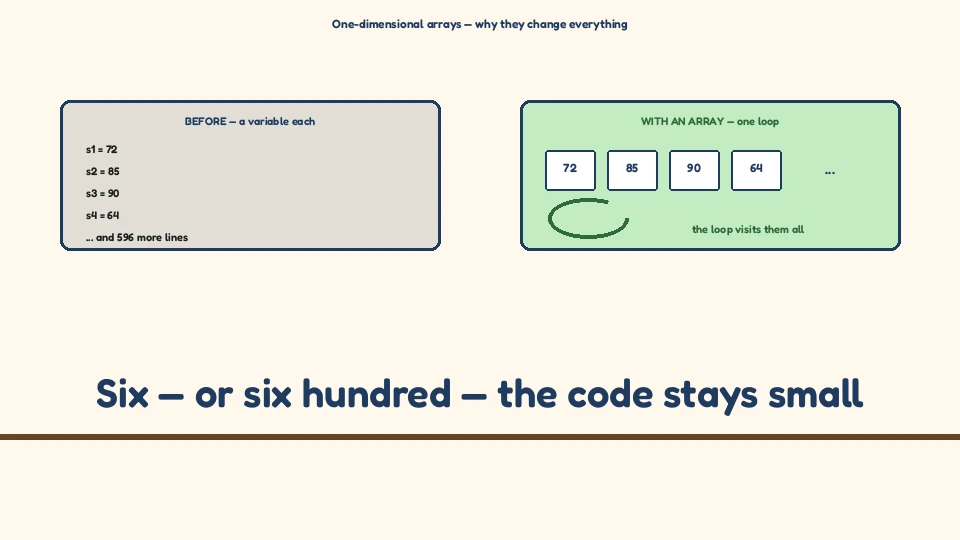 One-dimensional arrays — why they change everything
BEFORE — a variable each
s1 = 72
s2 = 85
s3 = 90
s4 = 64
... and 596 more lines
WITH AN ARRAY — one loop
72 85 90 64 ...
the loop visits them all
Six — or six hundred — the code stays small